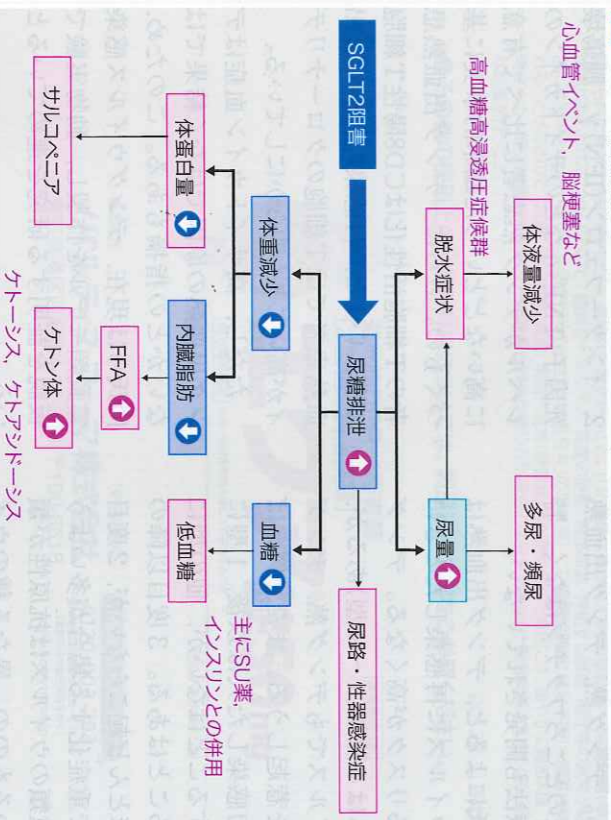 心血管イベント，脳梗塞など
体液量減少
多尿・頻尿
高血糖高浸透圧症候群
脱水症状
尿量
SGLT2阻害
尿糖排泄
尿路・性器感染症
体重減少
血糖
主にSU薬，
インスリンとの併用
体蛋白量
内臓脂肪
低血糖
FFA
サルコペニア
ケトン体
ケトーシス，ケトアシドーシス